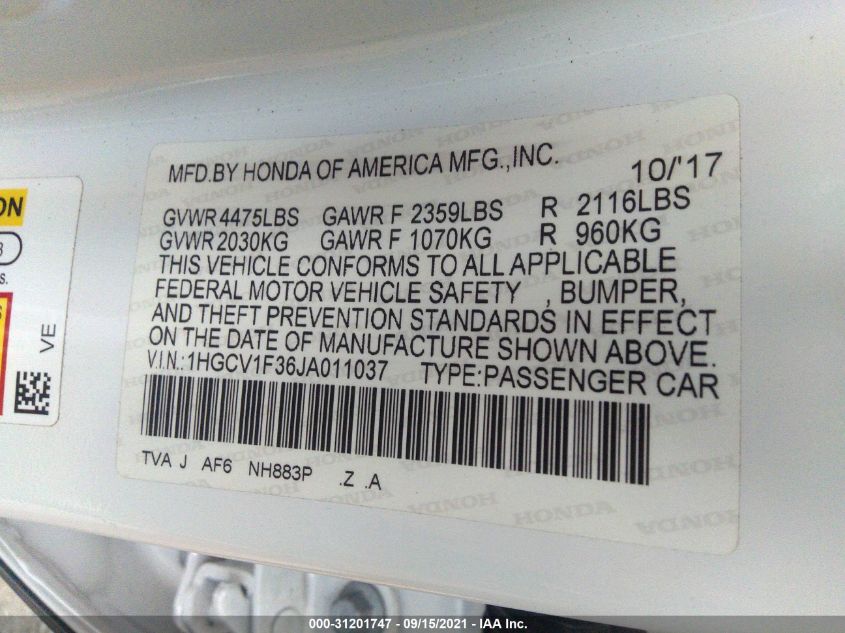 MFD.BY HONDA OF AMERICA MFG.,INC. 10/'17
GVWR 4475LBS GAWR F 2359LBS R 2116LBS
GVWR 2030KG GAWR F 1070KG R 960KG
THIS VEHICLE CONFORMS TO ALL APPLICABLE
FEDERAL MOTOR VEHICLE SAFETY , BUMPER,
AND THEFT PREVENTION STANDARDS IN EFFECT
ON THE DATE OF MANUFACTURE SHOWN ABOVE.
V.I.N.:1HGCV1F36JA011037 TYPE:PASSENGER CAR
TVA J AF6 NH883P .Z .A
HONDA HONDA
VE
000-31201747 - 09/15/2021 - IAA Inc.